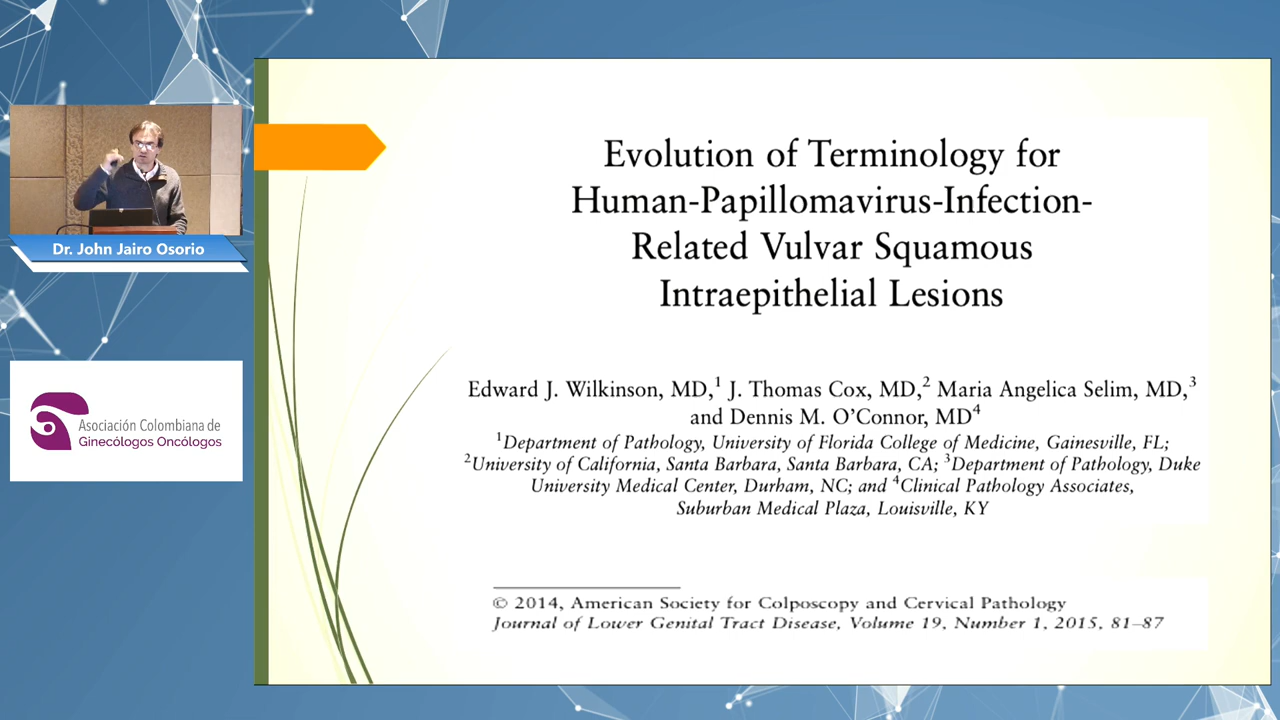 Evolution of Terminology for
Human-Papillomavirus-Infection-
Related Vulvar Squamous
Intraepithelial Lesions
Edward J. Wilkinson, MD,1 J. Thomas Cox, MD,2 Maria Angelica Selim, MD,3
and Dennis M. O'Connor, MD4
1Department of Pathology, University of Florida College of Medicine, Gainesville, FL;
2University of California, Santa Barbara, Santa Barbara, CA; 3Department of Pathology, Duke
University Medical Center, Durham, NC; and 4Clinical Pathology Associates,
Suburban Medical Plaza, Louisville, KY
© 2014, American Society for Colposcopy and Cervical Pathology
Journal of Lower Genital Tract Disease, Volume 19, Number 1, 2015, 81–87
Dr. John Jairo Osorio
Asociación Colombiana de
Ginecólogos Oncólogos